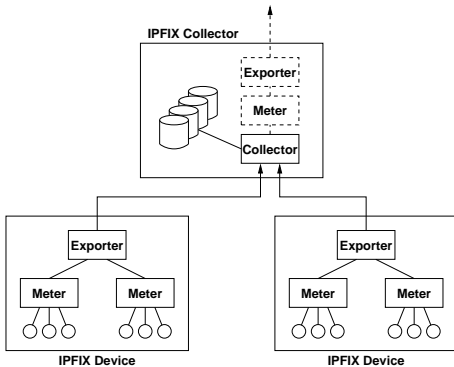 IPFIX Collector
Exporter
Meter
Collector
Exporter
Exporter
Meter
Meter
Meter
Meter
IPFIX Device
IPFIX Device